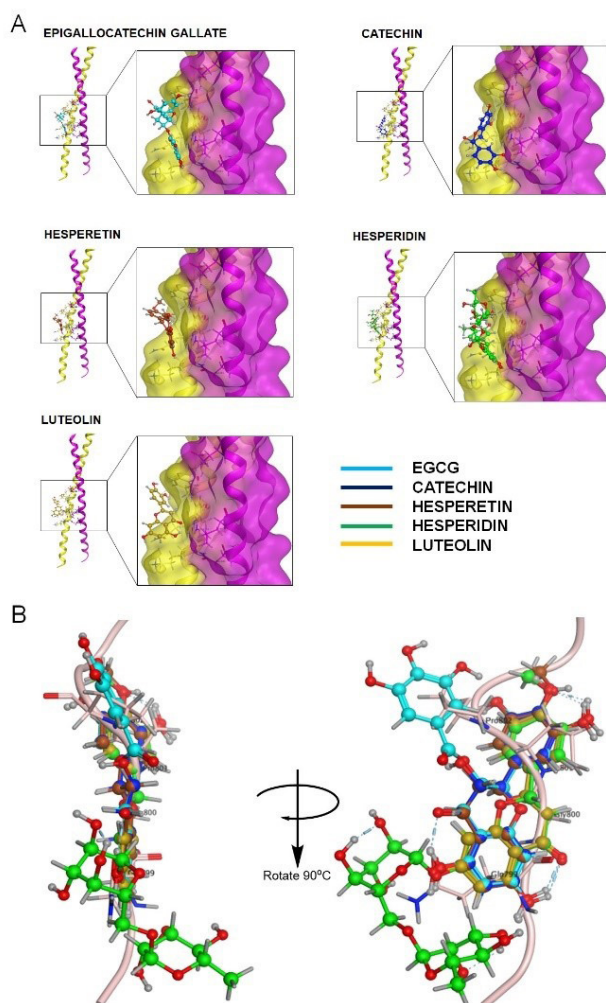 A
EPIGALLOCATECHIN GALLATE
CATECHIN
HESPERETIN
HESPERIDIN
LUTEOLIN
EGCG
CATECHIN
HESPERETIN
HESPERIDIN
LUTEOLIN
B
Rotate 90°C